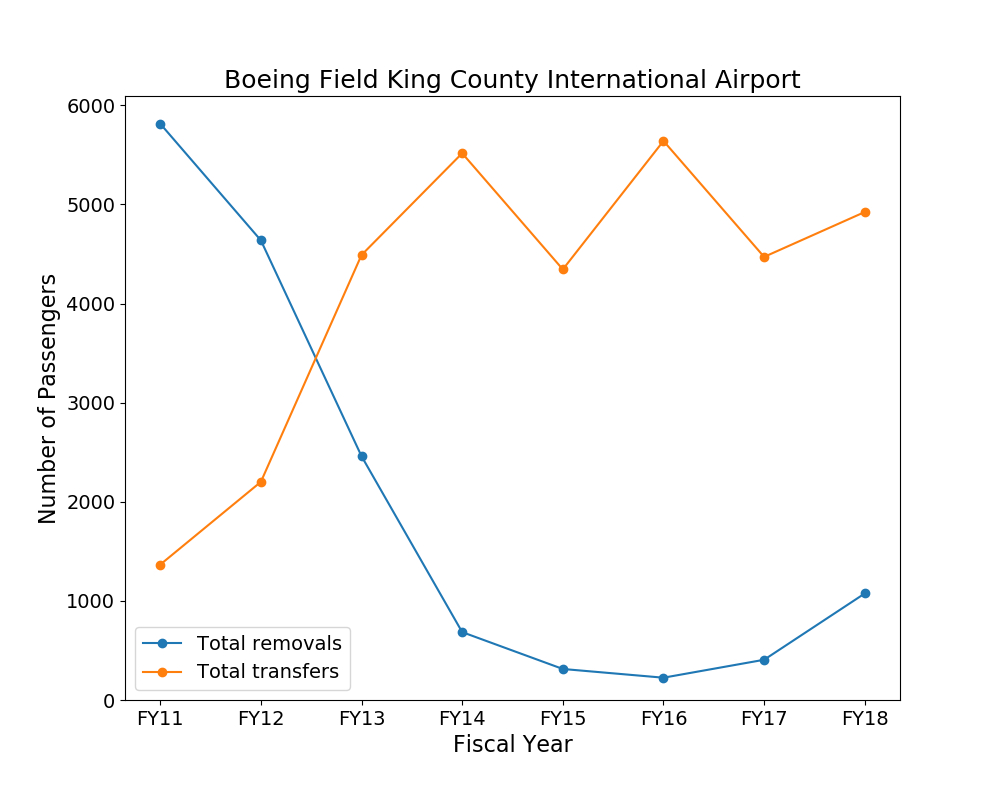 Boeing Field King County International Airport
Number of Passengers
6000
5000
4000
3000
2000
1000
0
Total removals
Total transfers
FY11 FY12 FY13 FY14 FY15 FY16 FY17 FY18
Fiscal Year